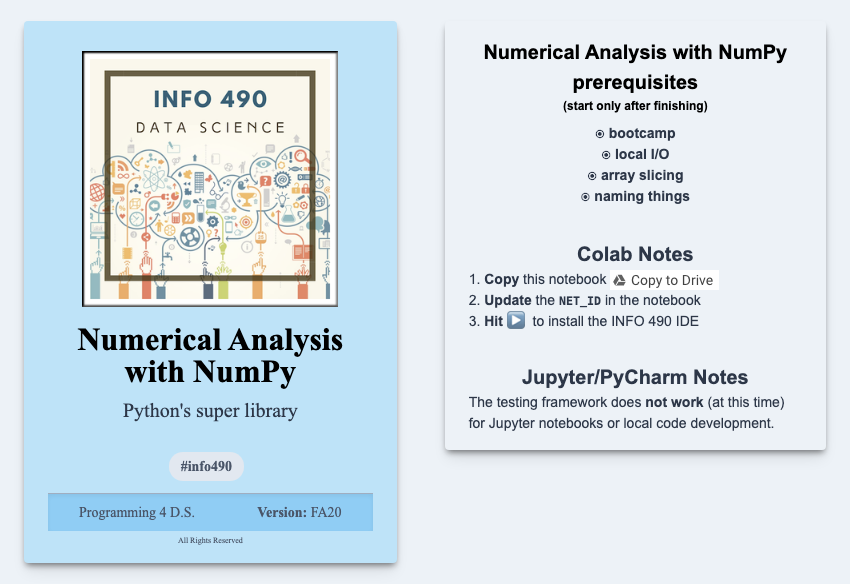 INFO 490
DATA SCIENCE
Numerical Analysis
with NumPy
Python's super library
#info490
Programming 4 D.S.
Version: FA20
All Rights Reserved
Numerical Analysis with NumPy
prerequisites
(start only after finishing)
bootcamp
local I/O
array slicing
naming things
Colab Notes
1. Copy this notebook Copy to Drive
2. Update the NET_ID in the notebook
3. Hit ▶ to install the INFO 490 IDE
Jupyter/PyCharm Notes
The testing framework does not work (at this time)
for Jupyter notebooks or local code development.